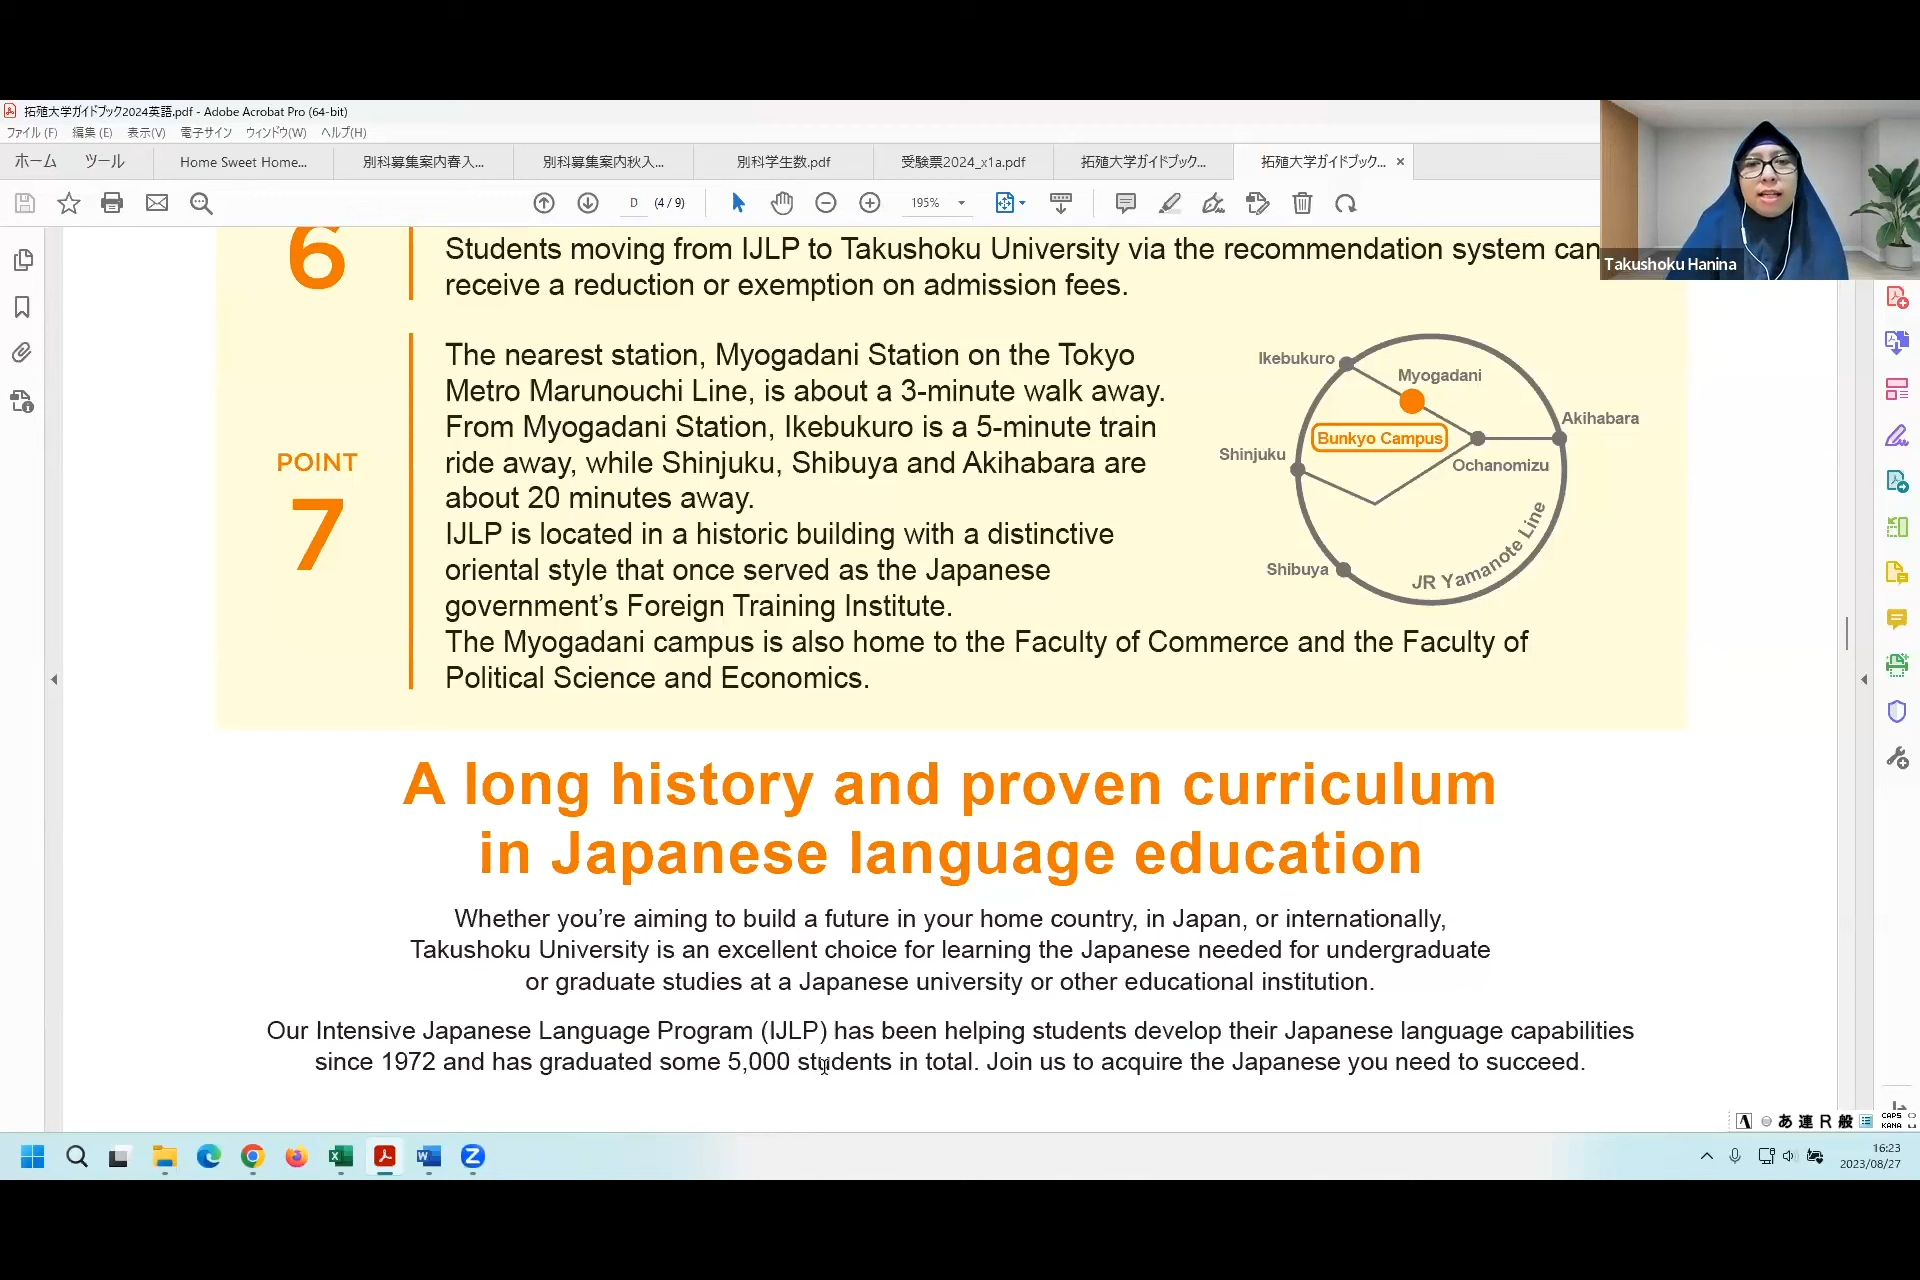 拓殖大学ガイドブック2024英語.pdf - Adobe Acrobat Pro (64-bit)
ファイル(F) 編集(E) 表示(V) 電子サイン ウィンドウ(W) ヘルプ(H)
ホーム ツール Home Sweet Home... 別科募集案内春入... 別科募集案内秋入... 別科学生数.pdf 受験票2024_x1a.pdf 拓殖大学ガイドブック... 拓殖大学ガイドブック... ×
D (4 / 9) 195%
Takushoku Hanina
6
Students moving from IJLP to Takushoku University via the recommendation system can
receive a reduction or exemption on admission fees.
POINT
7
The nearest station, Myogadani Station on the Tokyo
Metro Marunouchi Line, is about a 3-minute walk away.
From Myogadani Station, Ikebukuro is a 5-minute train
ride away, while Shinjuku, Shibuya and Akihabara are
about 20 minutes away.
IJLP is located in a historic building with a distinctive
oriental style that once served as the Japanese
government’s Foreign Training Institute.
The Myogadani campus is also home to the Faculty of Commerce and the Faculty of
Political Science and Economics.
Ikebukuro
Myogadani
Akihabara
Bunkyo Campus
Shinjuku
Ochanomizu
JR Yamanote Line
Shibuya
A long history and proven curriculum
in Japanese language education
Whether you’re aiming to build a future in your home country, in Japan, or internationally,
Takushoku University is an excellent choice for learning the Japanese needed for undergraduate
or graduate studies at a Japanese university or other educational institution.
Our Intensive Japanese Language Program (IJLP) has been helping students develop their Japanese language capabilities
since 1972 and has graduated some 5,000 students in total. Join us to acquire the Japanese you need to succeed.
A あ 連 R 般 CAPS
KANA
16:23
2023/08/27